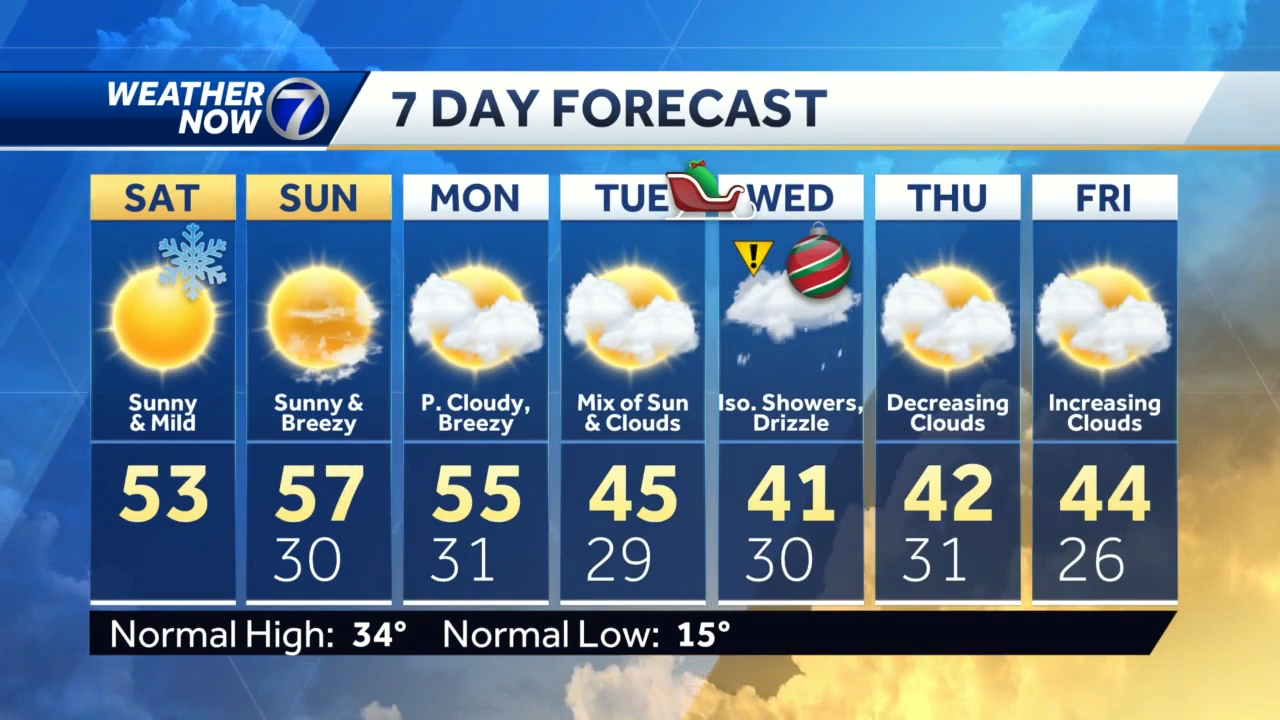 WEATHER
NOW
7
7 DAY FORECAST
SAT
SUN
MON
TUE
WED
THU
FRI
!
Sunny
& Mild
Sunny &
Breezy
P. Cloudy,
Breezy
Mix of Sun
& Clouds
Iso. Showers,
Drizzle
Decreasing
Clouds
Increasing
Clouds
53
57
55
45
41
42
44
30
31
29
30
31
26
Normal High: 34° Normal Low: 15°